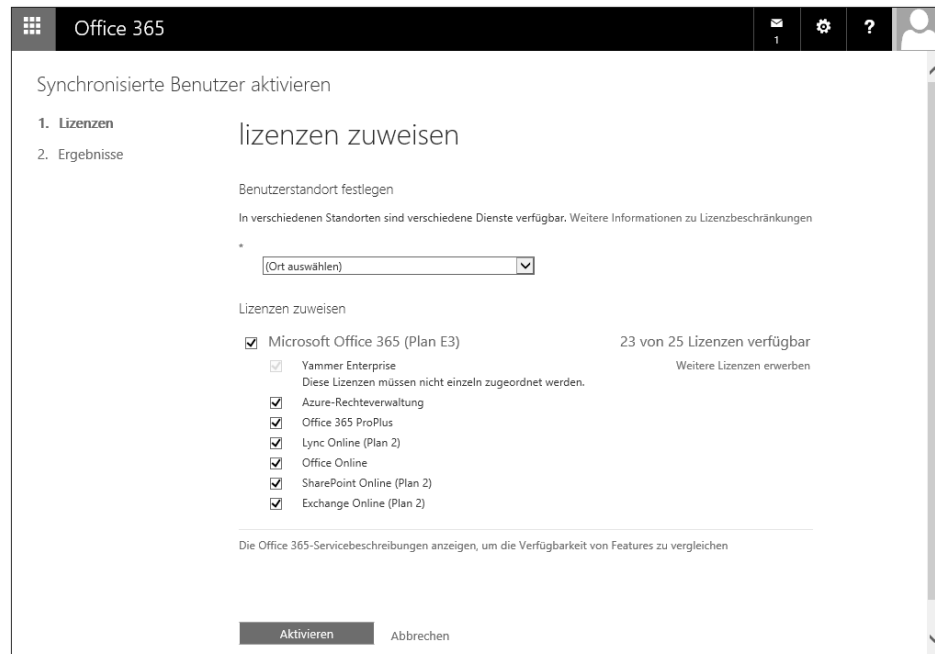 Office 365
1
?
Synchronisierte Benutzer aktivieren
1. Lizenzen
2. Ergebnisse
lizenzen zuweisen
Benutzerstandort festlegen
In verschiedenen Standorten sind verschiedene Dienste verfügbar. Weitere Informationen zu Lizenzbeschränkungen
*
(Ort auswählen)
Lizenzen zuweisen
Microsoft Office 365 (Plan E3) 23 von 25 Lizenzen verfügbar
Yammer Enterprise Weitere Lizenzen erwerben
Diese Lizenzen müssen nicht einzeln zugeordnet werden.
Azure-Rechteverwaltung
Office 365 ProPlus
Lync Online (Plan 2)
Office Online
SharePoint Online (Plan 2)
Exchange Online (Plan 2)
Die Office 365-Servicebeschreibungen anzeigen, um die Verfügbarkeit von Features zu vergleichen
Aktivieren Abbrechen